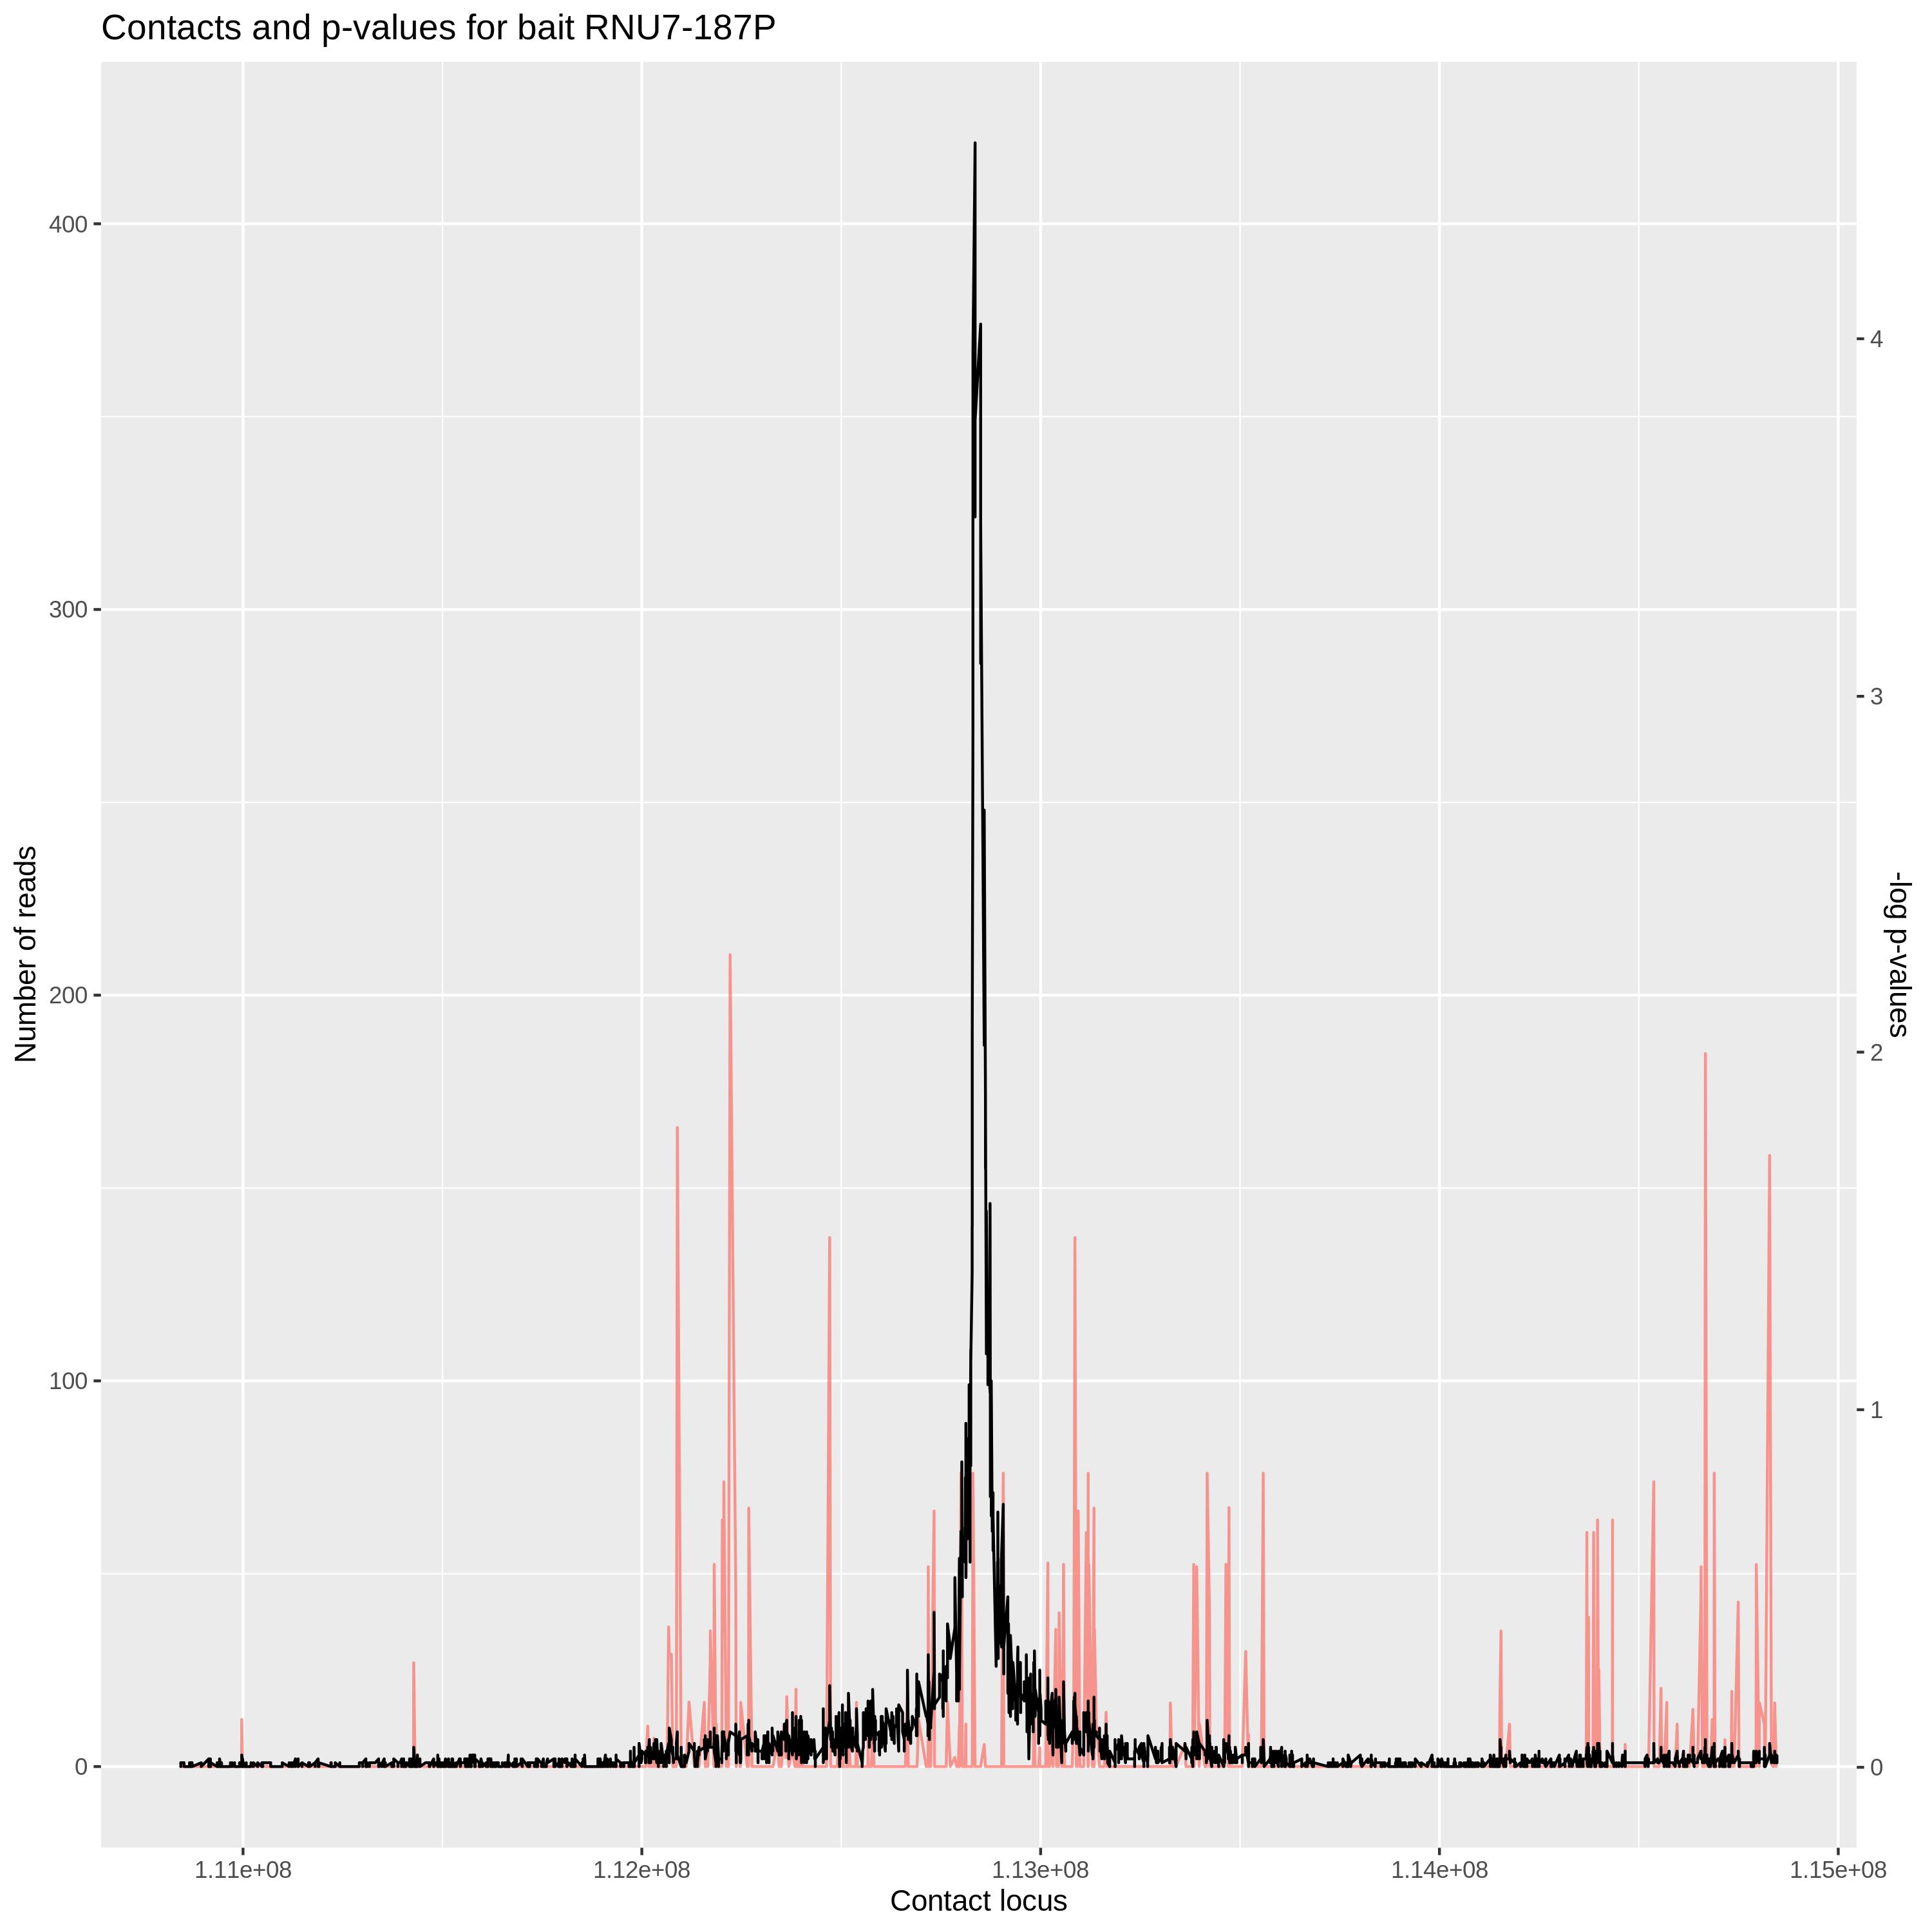 Contacts and p-values for bait RNU7-187P
Number of reads
400
300
200
100
0
-log p-values
4
3
2
1
0
1.11e+08
1.12e+08
1.13e+08
1.14e+08
1.15e+08
Contact locus